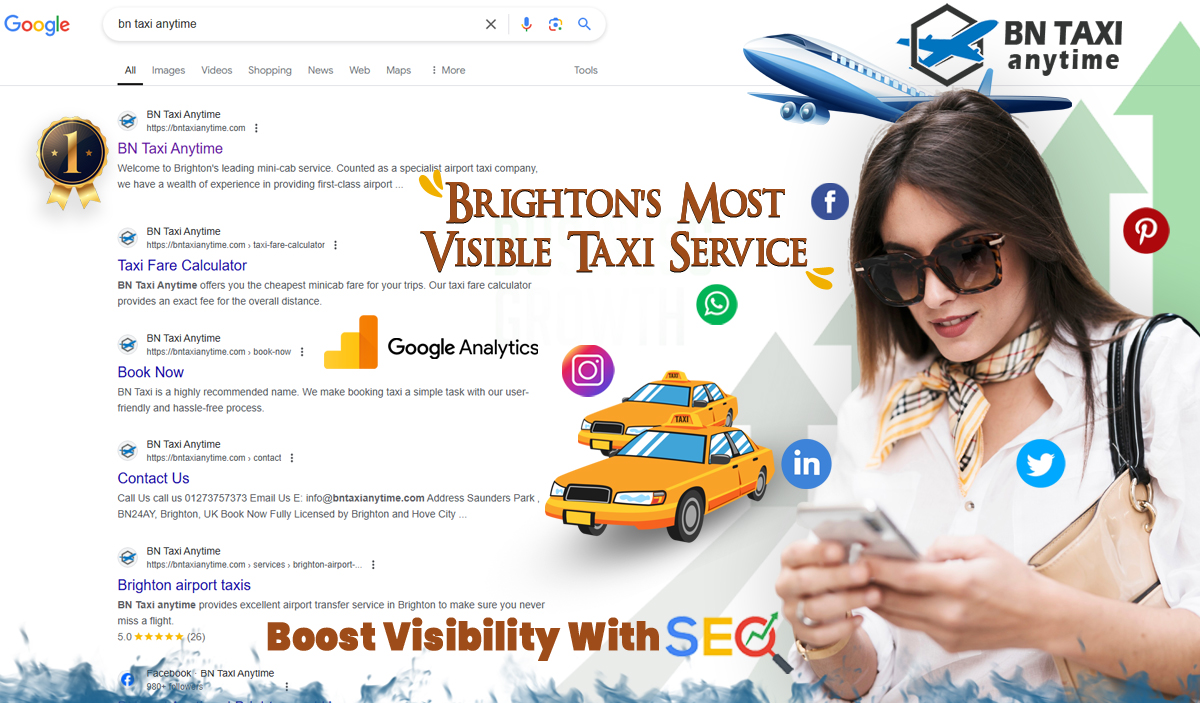 Google
bn taxi anytime
All Images Videos Shopping News Web Maps More Tools
BN TAXI
anytime
1
BN Taxi Anytime
https://bntaxianytime.com
BN Taxi Anytime
Welcome to Brighton's leading mini-cab service. Counted as a specialist airport taxi company,
we have a wealth of experience in providing first-class airport ...
BRIGHTON'S MOST
VISIBLE TAXI SERVICE
BN Taxi Anytime
https://bntaxianytime.com › taxi-fare-calculator
Taxi Fare Calculator
BN Taxi Anytime offers you the cheapest minicab fare for your trips. Our taxi fare calculator
provides an exact fee for the overall distance.
GROWTH
BN Taxi Anytime
https://bntaxianytime.com › book-now
Book Now
BN Taxi is a highly recommended name. We make booking taxi a simple task with our user-
friendly and hassle-free process.
Google Analytics
TAXI
TAXI
in
BN Taxi Anytime
https://bntaxianytime.com › contact
Contact Us
Call Us call us 01273757373 Email Us E: info@bntaxianytime.com Address Saunders Park ,
BN24AY, Brighton, UK Book Now Fully Licensed by Brighton and Hove City ...
BN Taxi Anytime
https://bntaxianytime.com › services › brighton-airport-...
Brighton airport taxis
BN Taxi anytime provides excellent airport transfer service in Brighton to make sure you never
miss a flight.
5.0 ★★★★★ (26)
Boost Visibility With SEO
Facebook · BN Taxi Anytime
980+ followers